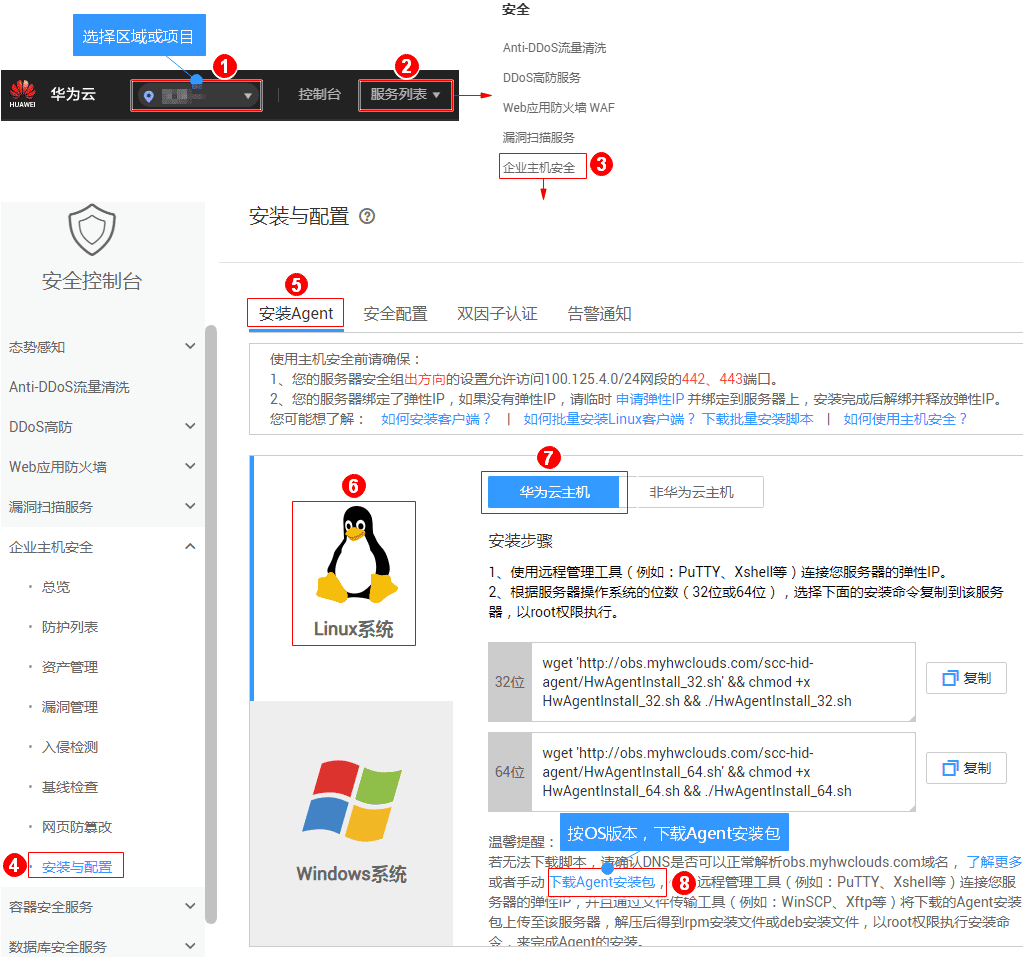 选择区域或项目
1
2
HUAWEI
华为云
控制台
服务列表
安全
Anti-DDoS流量清洗
DDoS高防服务
Web应用防火墙 WAF
漏洞扫描服务
企业主机安全
3
安全控制台
态势感知
Anti-DDoS流量清洗
DDoS高防
Web应用防火墙
漏洞扫描服务
企业主机安全
· 总览
· 防护列表
· 资产管理
· 漏洞管理
· 入侵检测
· 基线检查
· 网页防篡改
4
· 安装与配置
容器安全服务
数据库安全服务
安装与配置 ?
5
安装Agent 安全配置 双因子认证 告警通知
使用主机安全前请确保：
1、您的服务器安全组出方向的设置允许访问100.125.4.0/24网段的442、443端口。
2、您的服务器绑定了弹性IP，如果没有弹性IP，请临时 申请弹性IP 并绑定到服务器上，安装完成后解绑并释放弹性IP。
您可能想了解： 如何安装客户端？ | 如何批量安装Linux客户端？ 下载批量安装脚本 | 如何使用主机安全？
6
Linux系统
Windows系统
7
华为云主机 非华为云主机
安装步骤
1、使用远程管理工具（例如：PuTTY、Xshell等）连接您服务器的弹性IP。
2、根据服务器操作系统的位数（32位或64位），选择下面的安装命令复制到该服务
器，以root权限执行。
32位
wget 'http://obs.myhwclouds.com/scc-hid-
agent/HwAgentInstall_32.sh' && chmod +x
HwAgentInstall_32.sh && ./HwAgentInstall_32.sh
复制
64位
wget 'http://obs.myhwclouds.com/scc-hid-
agent/HwAgentInstall_64.sh' && chmod +x
HwAgentInstall_64.sh && ./HwAgentInstall_64.sh
复制
温馨提醒：
按OS版本，下载Agent安装包
若无法下载脚本，请确认DNS是否可以正常解析obs.myhwclouds.com域名， 了解更多
或者手动 下载Agent安装包， 8 远程管理工具（例如：PuTTY、Xshell等）连接您服
务器的弹性IP，并且通过文件传输工具（例如：WinSCP、Xftp等）将下载的Agent安装
包上传至该服务器，解压后得到rpm安装文件或deb安装文件，以root权限执行安装命
令，来完成Agent的安装。